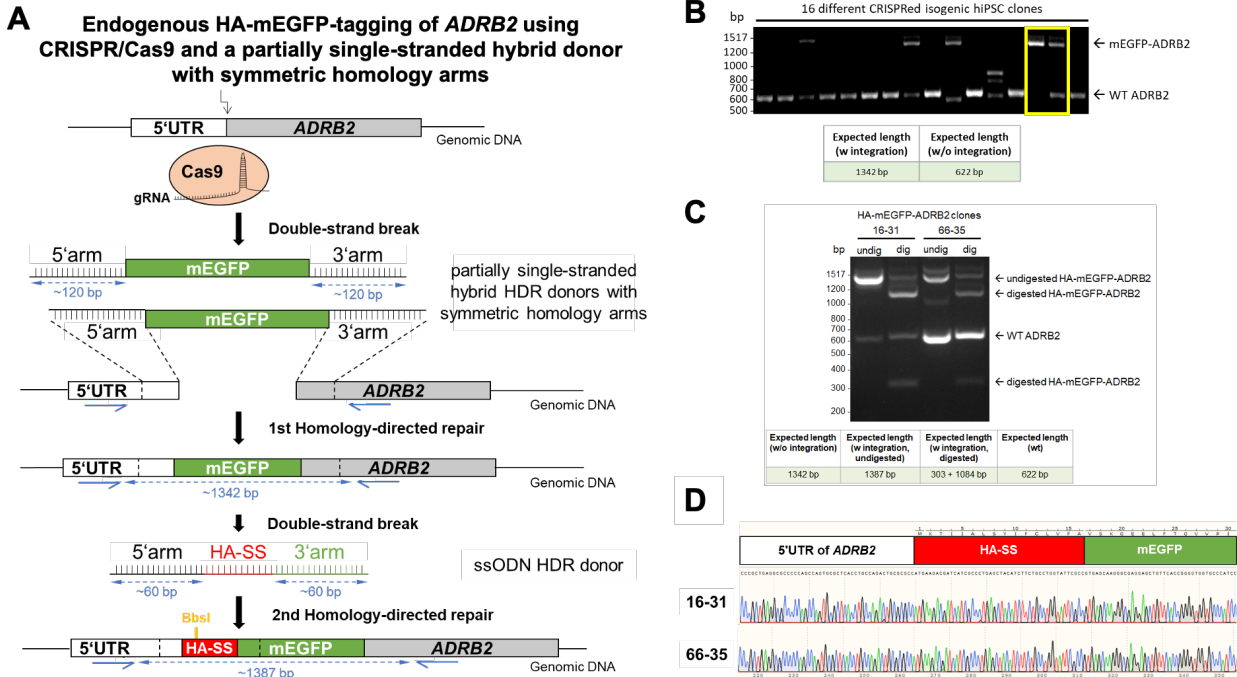 A
Endogenous HA-mEGFP-tagging of ADRB2 using
CRISPR/Cas9 and a partially single-stranded hybrid donor
with symmetric homology arms
5‘UTR
ADRB2
Genomic DNA
Cas9
gRNA
Double-strand break
5‘arm
mEGFP
3‘arm
~120 bp
~120 bp
mEGFP
5‘arm
3‘arm
partially single-stranded
hybrid HDR donors with
symmetric homology arms
5‘UTR
ADRB2
Genomic DNA
1st Homology-directed repair
5‘UTR
mEGFP
ADRB2
Genomic DNA
~1342 bp
Double-strand break
5‘arm
HA-SS
3‘arm
~60 bp
~60 bp
ssODN HDR donor
BbsI
2nd Homology-directed repair
5‘UTR
HA-SS
mEGFP
ADRB2
Genomic DNA
~1387 bp
B
16 different CRISPRed isogenic hiPSC clones
bp
1517
1200
1000
800
700
600
500
← mEGFP-ADRB2
← WT ADRB2
Expected length
(w integration)
Expected length
(w/o integration)
1342 bp
622 bp
C
HA-mEGFP-ADRB2 clones
16-31
66-35
bp
undig
dig
undig
dig
1517
1200
1000
800
700
600
500
400
300
200
← undigested HA-mEGFP-ADRB2
← digested HA-mEGFP-ADRB2
← WT ADRB2
← digested HA-mEGFP-ADRB2
Expected length
(w/o integration)
Expected length
(w integration,
undigested)
Expected length
(w integration,
digested)
Expected length
(wt)
1342 bp
1387 bp
303 + 1084 bp
622 bp
D
5'UTR of ADRB2
HA-SS
mEGFP
16-31
66-35